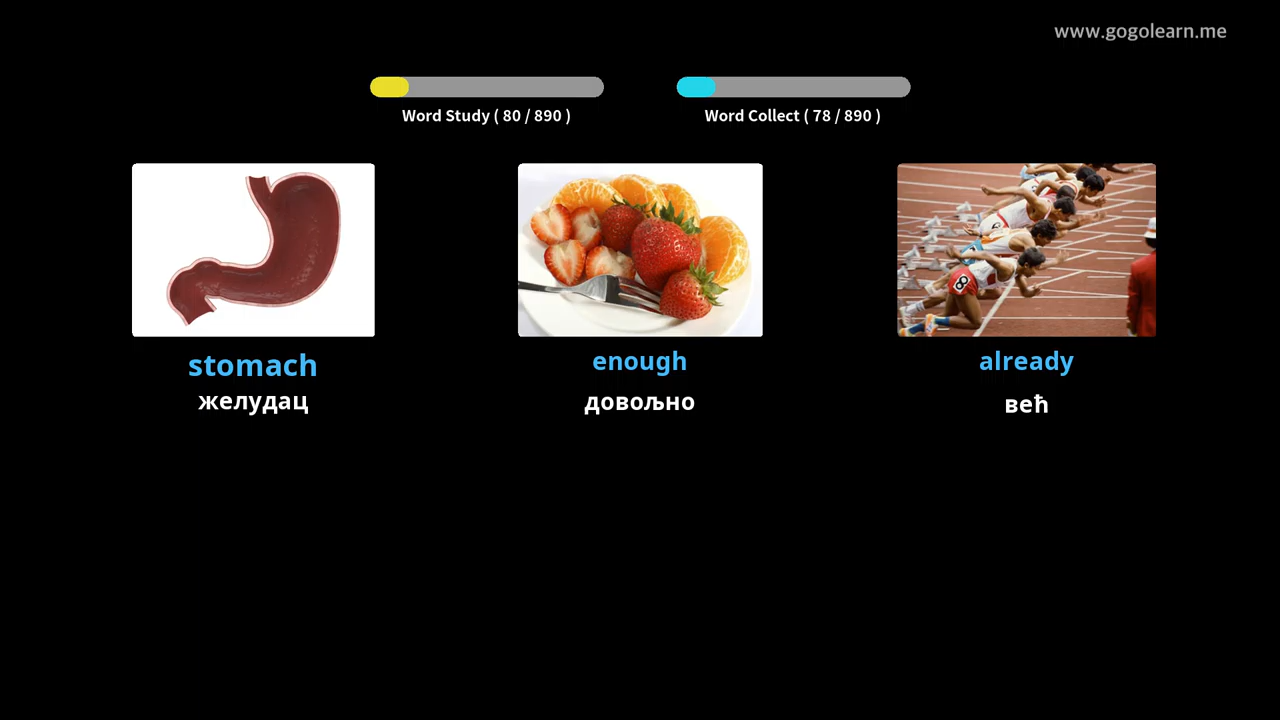 www.gogolearn.me
Word Study ( 80 / 890 )
Word Collect ( 78 / 890 )
stomach
желудац
enough
довољно
already
већ